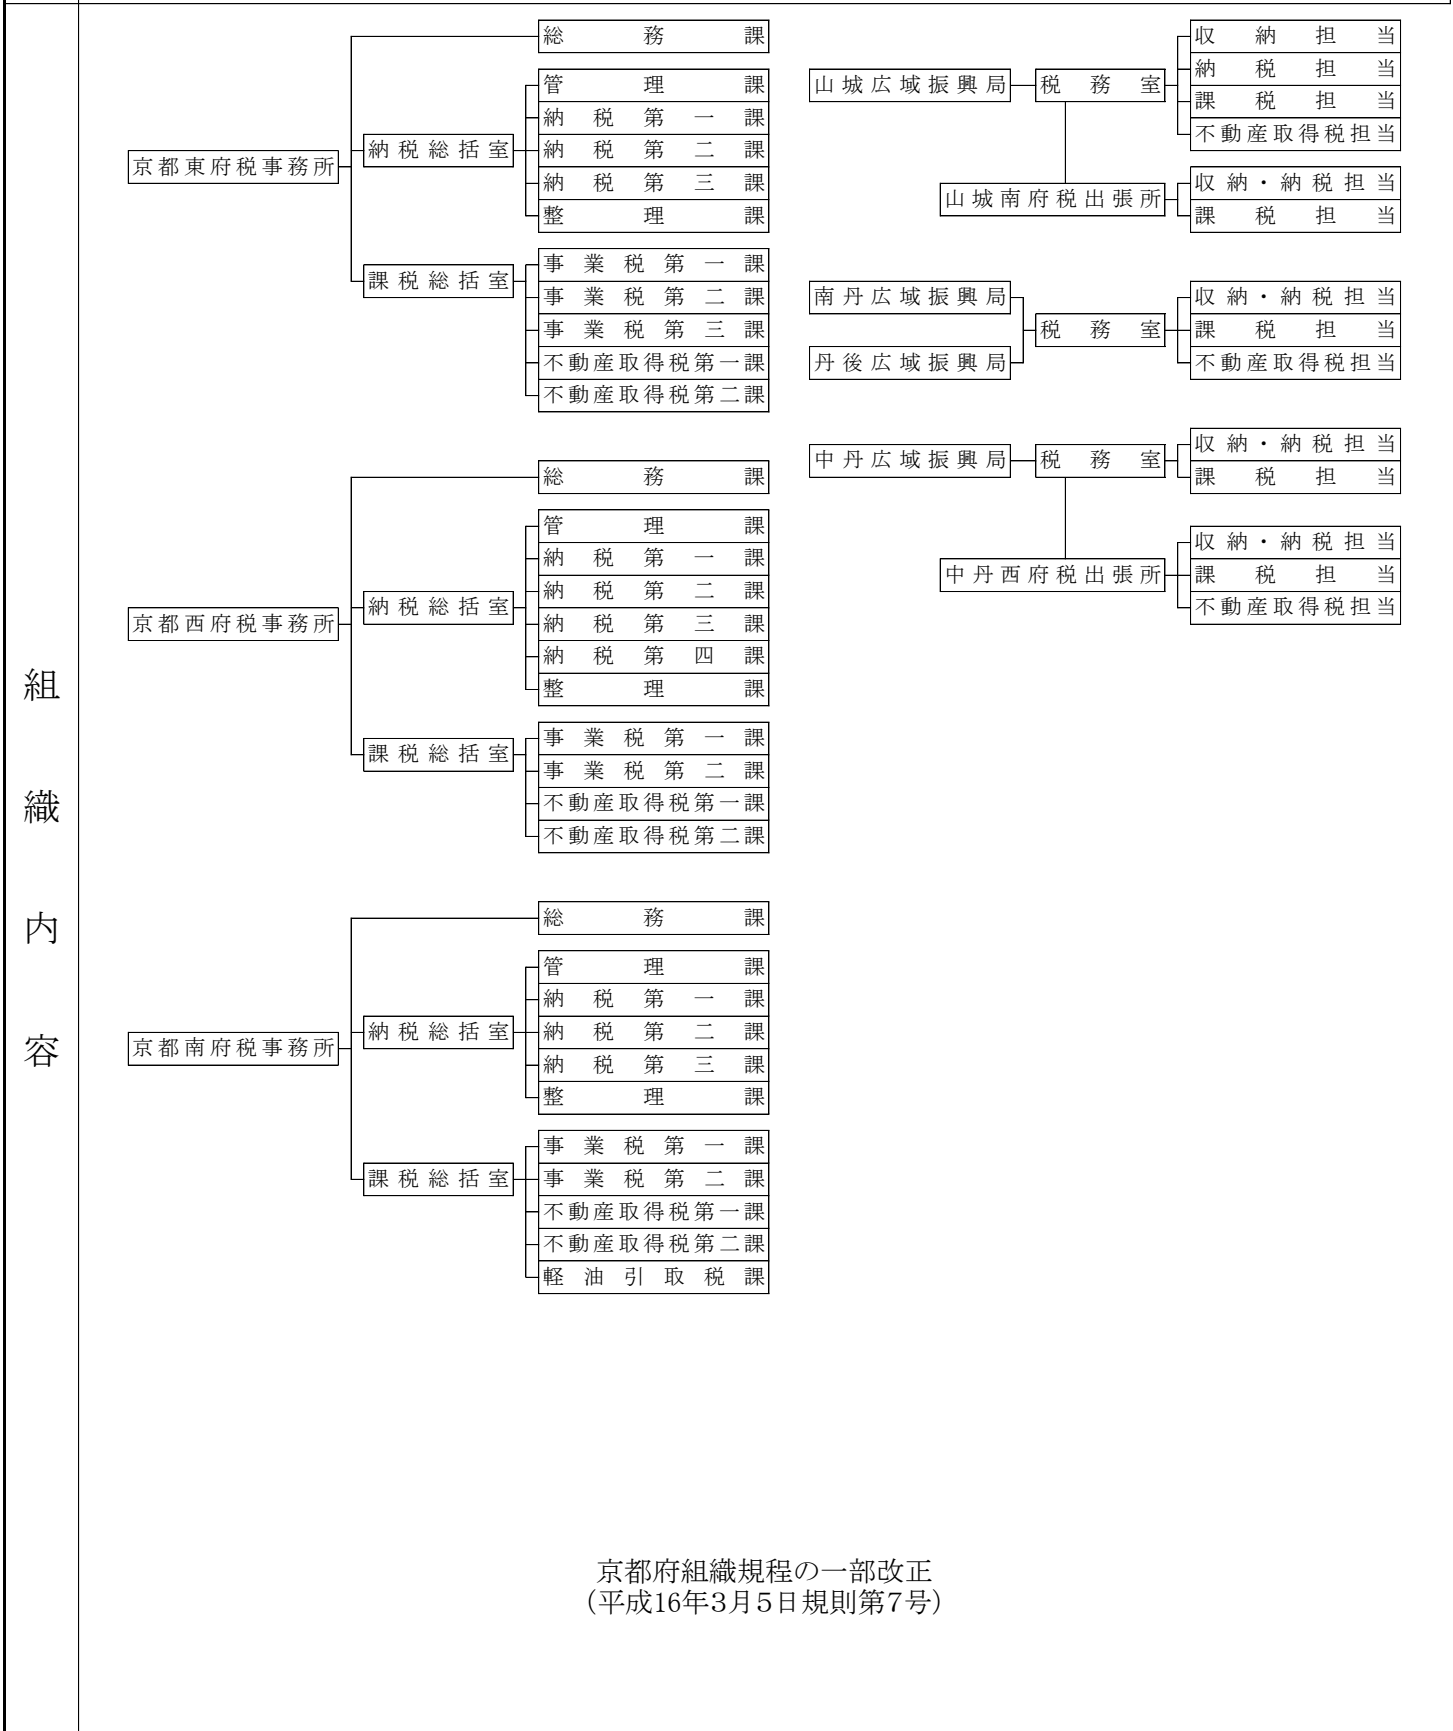 組織内容
京都東府税事務所
総務課
納税総括室
管理課
納税第一課
納税第二課
納税第三課
整理課
課税総括室
事業税第一課
事業税第二課
事業税第三課
不動産取得税第一課
不動産取得税第二課
京都西府税事務所
総務課
納税総括室
管理課
納税第一課
納税第二課
納税第三課
納税第四課
整理課
課税総括室
事業税第一課
事業税第二課
不動産取得税第一課
不動産取得税第二課
京都南府税事務所
総務課
納税総括室
管理課
納税第一課
納税第二課
納税第三課
整理課
課税総括室
事業税第一課
事業税第二課
不動産取得税第一課
不動産取得税第二課
軽油引取税課
山城広域振興局
税務室
収納担当
納税担当
課税担当
不動産取得税担当
山城南府税出張所
収納・納税担当
課税担当
南丹広域振興局
丹後広域振興局
税務室
収納・納税担当
課税担当
不動産取得税担当
中丹広域振興局
税務室
収納・納税担当
課税担当
中丹西府税出張所
収納・納税担当
課税担当
不動産取得税担当
京都府組織規程の一部改正
（平成16年３月５日規則第７号）